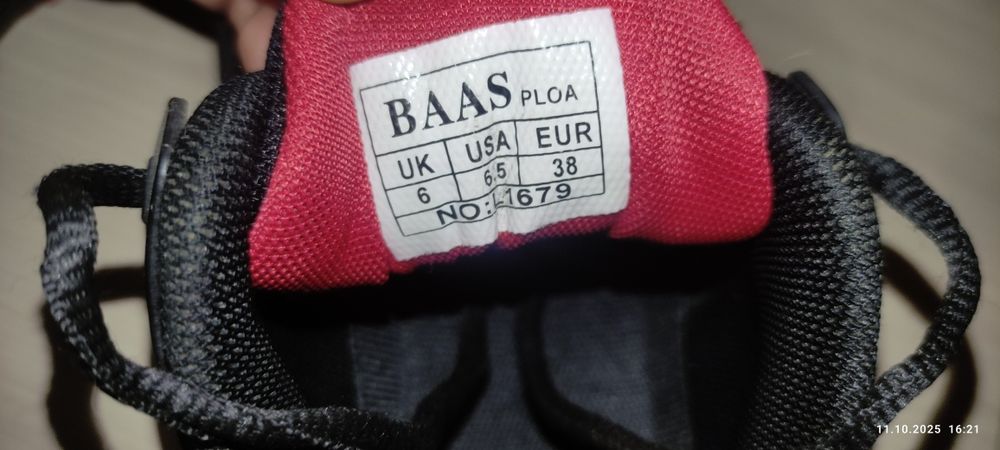 BAAS PLOA
UK USA EUR
6 6.5 38
NO:L1679
11.10.2025 16:21